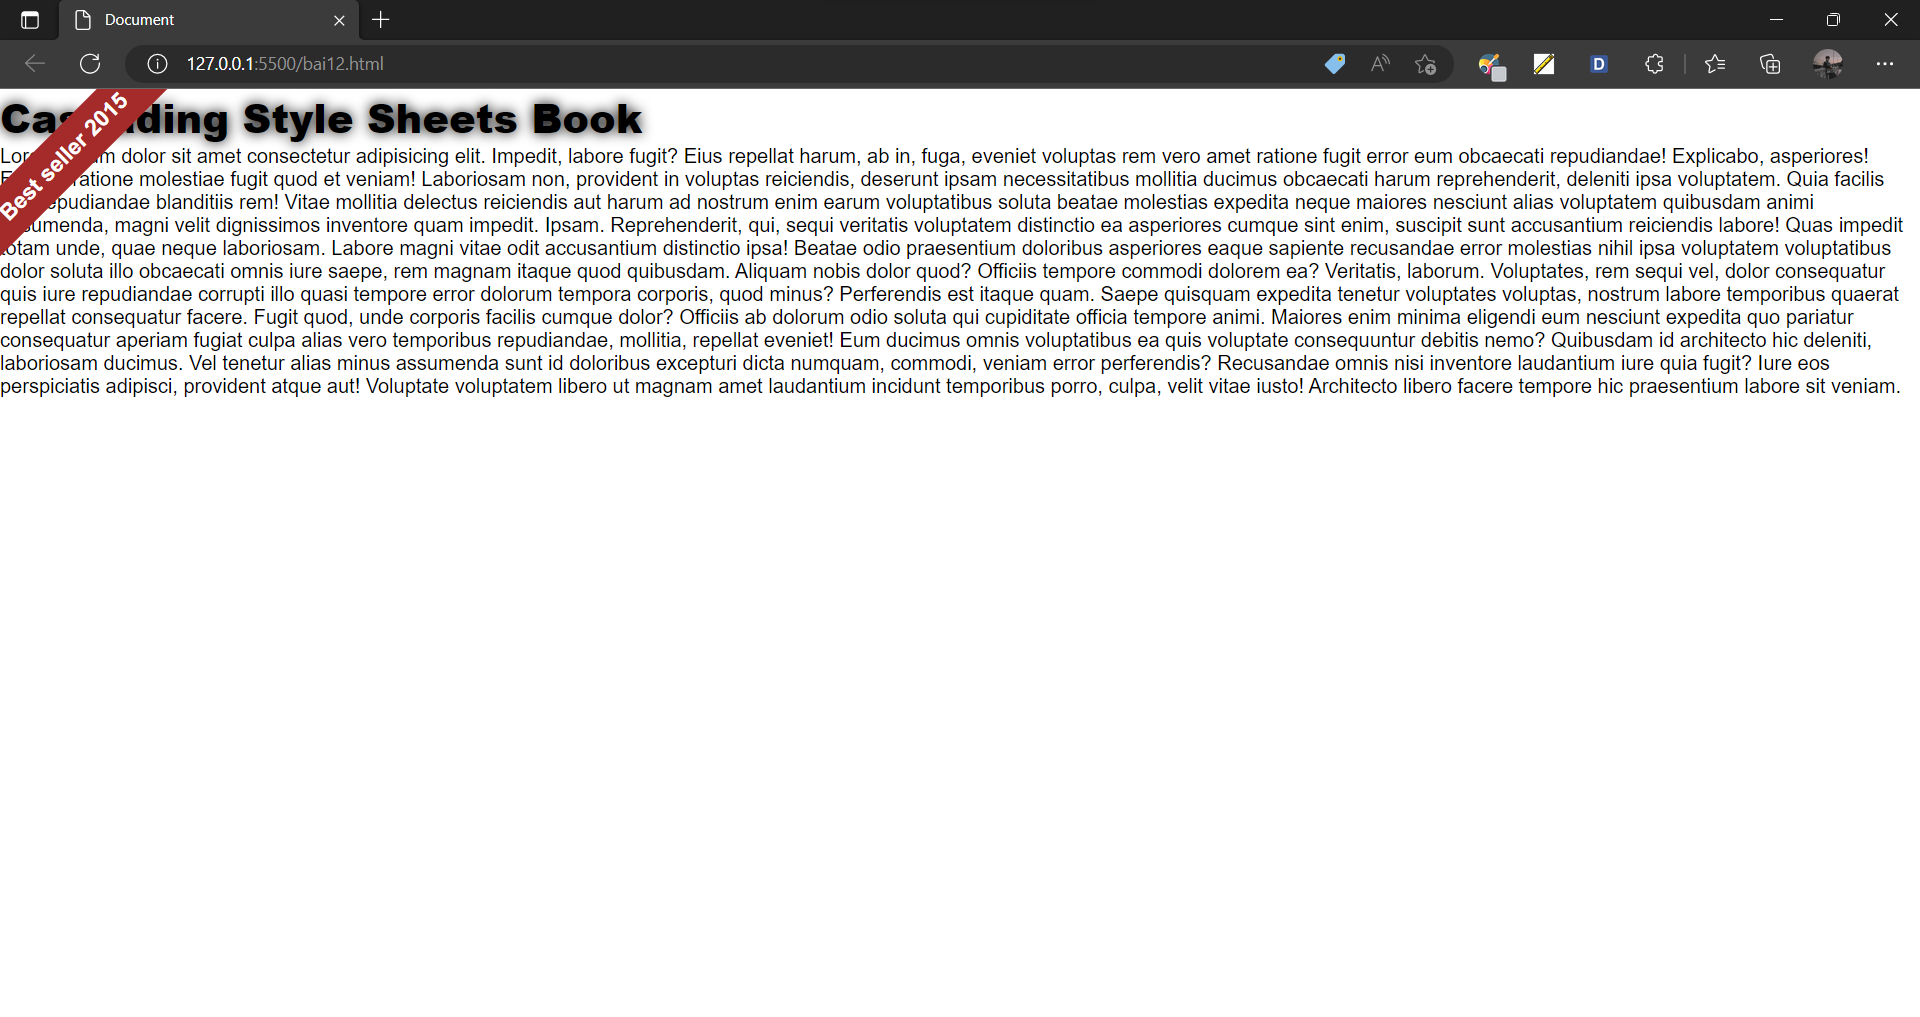 Document
127.0.0.1:5500/bai12.html
D
Best seller 2015
Style Sheets Book
dolor sit amet consectetur adipisicing elit. Impedit, labore fugit? Eius repellat harum, ab in, fuga, eveniet voluptas rem vero amet ratione fugit error eum obcaecati repudiandae! Explicabo, asperiores!
ratione molestiae fugit quod et veniam! Laboriosam non, provident in voluptas reiciendis, deserunt ipsam necessitatibus mollitia ducimus obcaecati harum reprehenderit, deleniti ipsa voluptatem. Quia facilis
blanditiis rem! Vitae mollitia delectus reiciendis aut harum ad nostrum enim earum voluptatibus soluta beatae molestias expedita neque maiores nesciunt alias voluptatem quibusdam animi
magni velit dignissimos inventore quam impedit. Ipsam. Reprehenderit, qui, sequi veritatis voluptatem distinctio ea asperiores cumque sint enim, suscipit sunt accusantium reiciendis labore! Quas impedit
totam unde, quae neque laboriosam. Labore magni vitae odit accusantium distinctio ipsa! Beatae odio praesentium doloribus asperiores eaque sapiente recusandae error molestias nihil ipsa voluptatem voluptatibus
dolor soluta illo obcaecati omnis iure saepe, rem magnam itaque quod quibusdam. Aliquam nobis dolor quod? Officiis tempore commodi dolorem ea? Veritatis, laborum. Voluptates, rem sequi vel, dolor consequatur
quis iure repudiandae corrupti illo quasi tempore error dolorum tempora corporis, quod minus? Perferendis est itaque quam. Saepe quisquam expedita tenetur voluptates voluptas, nostrum labore temporibus quaerat
repellat consequatur facere. Fugit quod, unde corporis facilis cumque dolor? Officiis ab dolorum odio soluta qui cupiditate officia tempore animi. Maiores enim minima eligendi eum nesciunt expedita quo pariatur
consequatur aperiam fugiat culpa alias vero temporibus repudiandae, mollitia, repellat eveniet! Eum ducimus omnis voluptatibus ea quis voluptate consequuntur debitis nemo? Quibusdam id architecto hic deleniti,
laboriosam ducimus. Vel tenetur alias minus assumenda sunt id doloribus excepturi dicta numquam, commodi, veniam error perferendis? Recusandae omnis nisi inventore laudantium iure quia fugit? Iure eos
perspiciatis adipisci, provident atque aut! Voluptate voluptatem libero ut magnam amet laudantium incidunt temporibus porro, culpa, velit vitae iusto! Architecto libero facere tempore hic praesentium labore sit veniam.